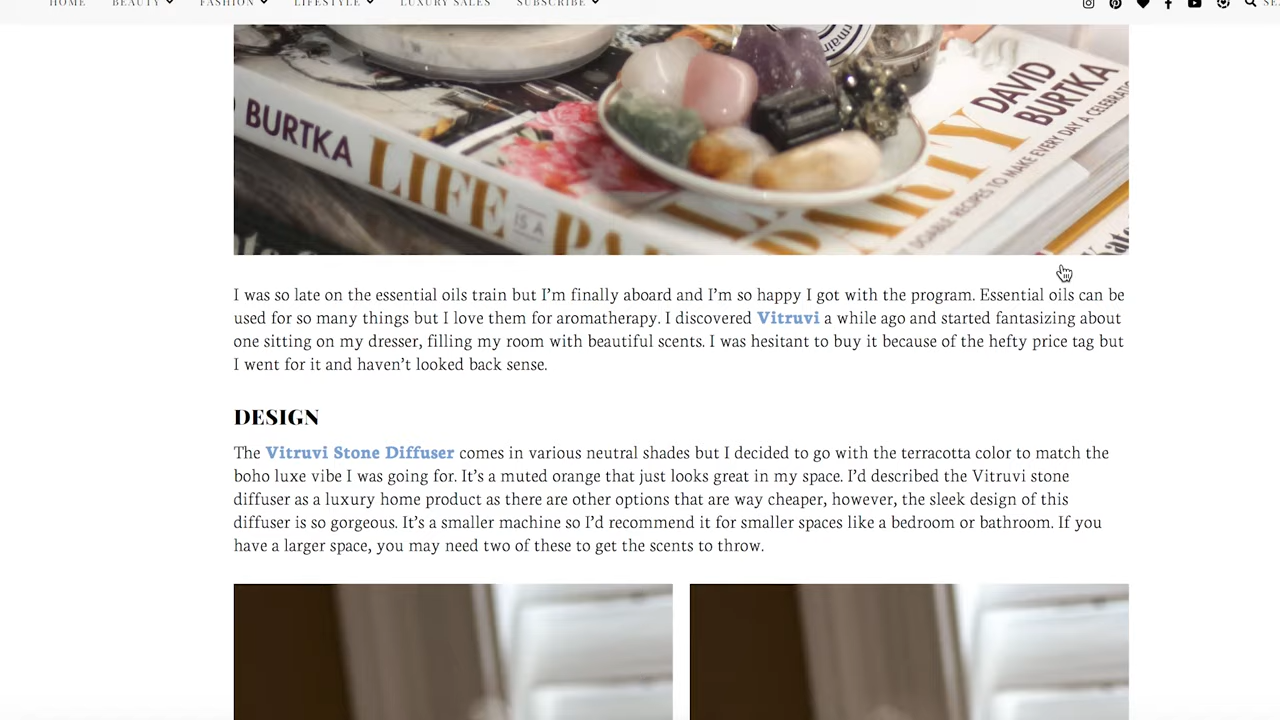 HOME BEAUTY FASHION LIFESTYLE LUXURY SALES SUBSCRIBE
BURTKA
LIFE
IS A
DAVID
BURTKA
PARTY
I was so late on the essential oils train but I’m finally aboard and I’m so happy I got with the program. Essential oils can be
used for so many things but I love them for aromatherapy. I discovered Vitruvi a while ago and started fantasizing about
one sitting on my dresser, filling my room with beautiful scents. I was hesitant to buy it because of the hefty price tag but
I went for it and haven’t looked back sense.
DESIGN
The Vitruvi Stone Diffuser comes in various neutral shades but I decided to go with the terracotta color to match the
boho luxe vibe I was going for. It’s a muted orange that just looks great in my space. I’d described the Vitruvi stone
diffuser as a luxury home product as there are other options that are way cheaper, however, the sleek design of this
diffuser is so gorgeous. It’s a smaller machine so I’d recommend it for smaller spaces like a bedroom or bathroom. If you
have a larger space, you may need two of these to get the scents to throw.